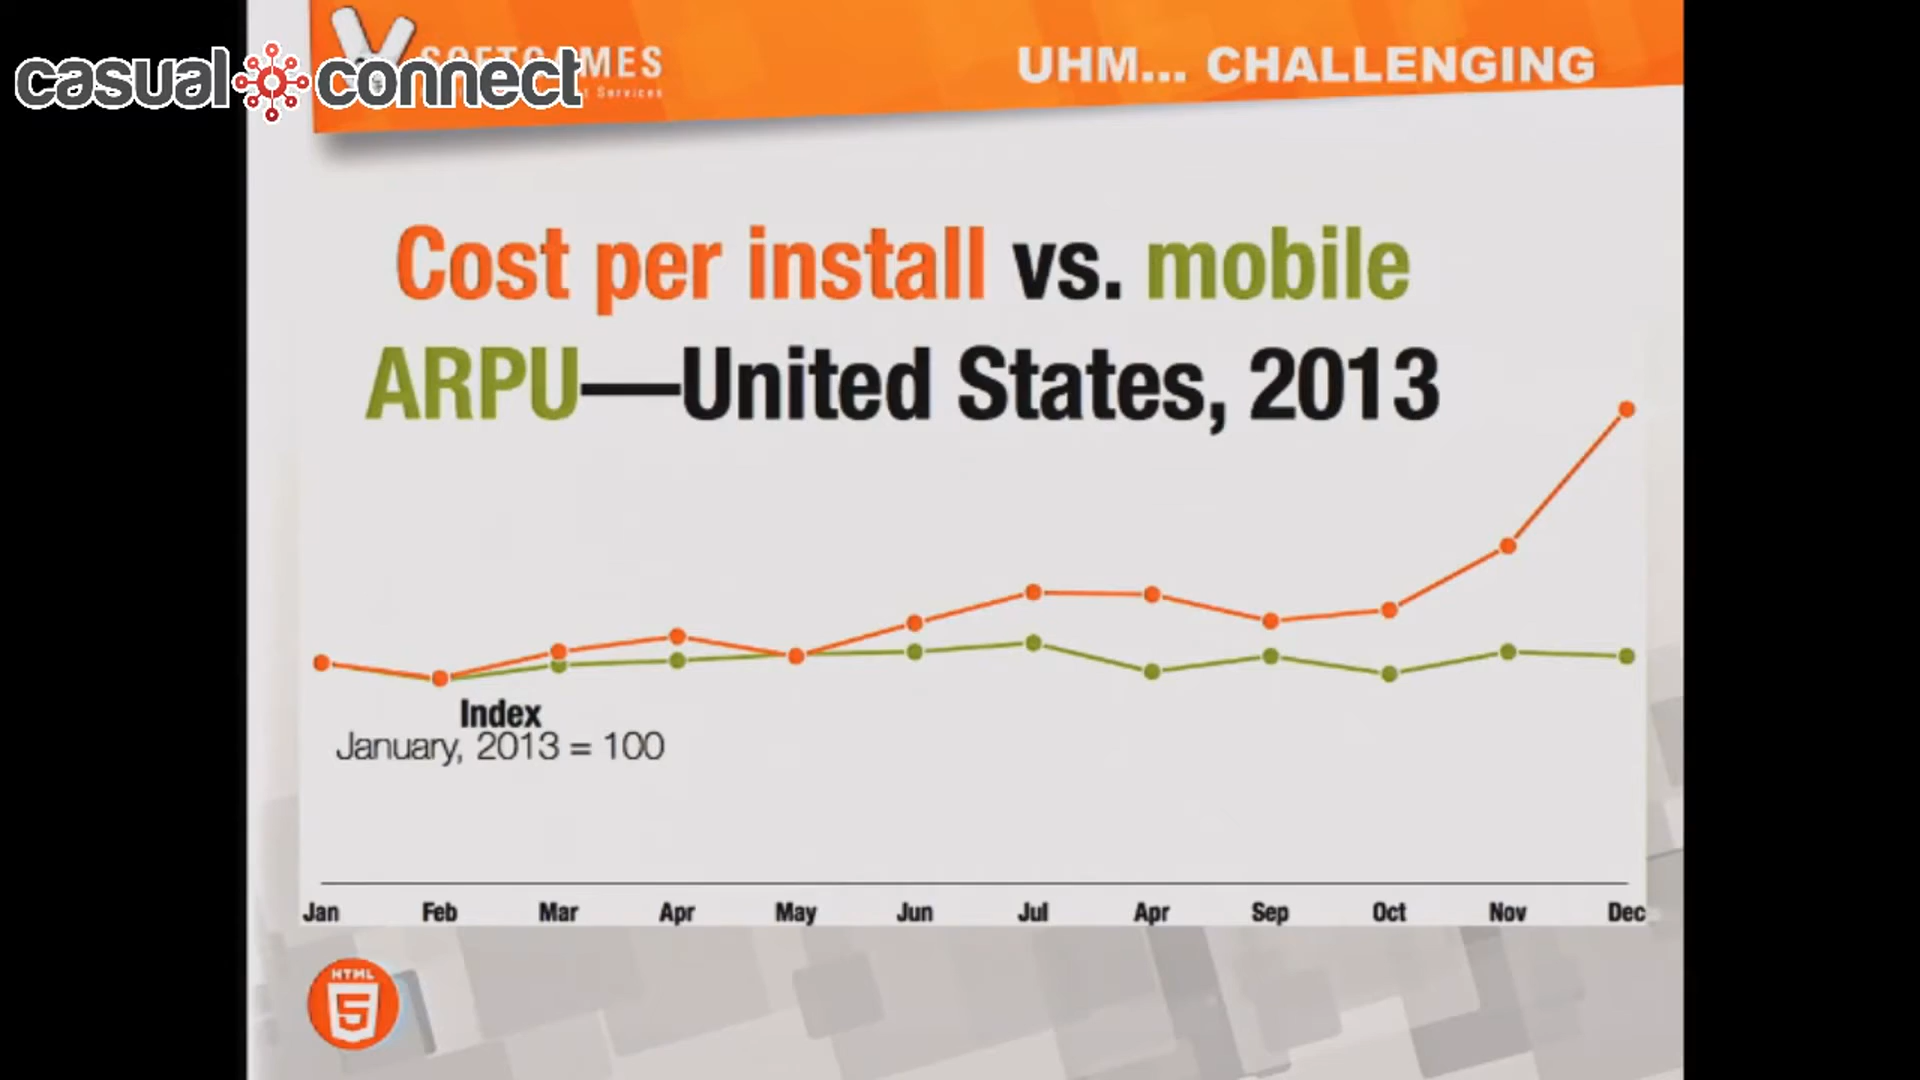 casual connect
UHM... CHALLENGING
Cost per install vs. mobile
ARPU—United States, 2013
Index
January, 2013 = 100
Jan Feb Mar Apr May Jun Jul Apr Sep Oct Nov Dec
HTML
5